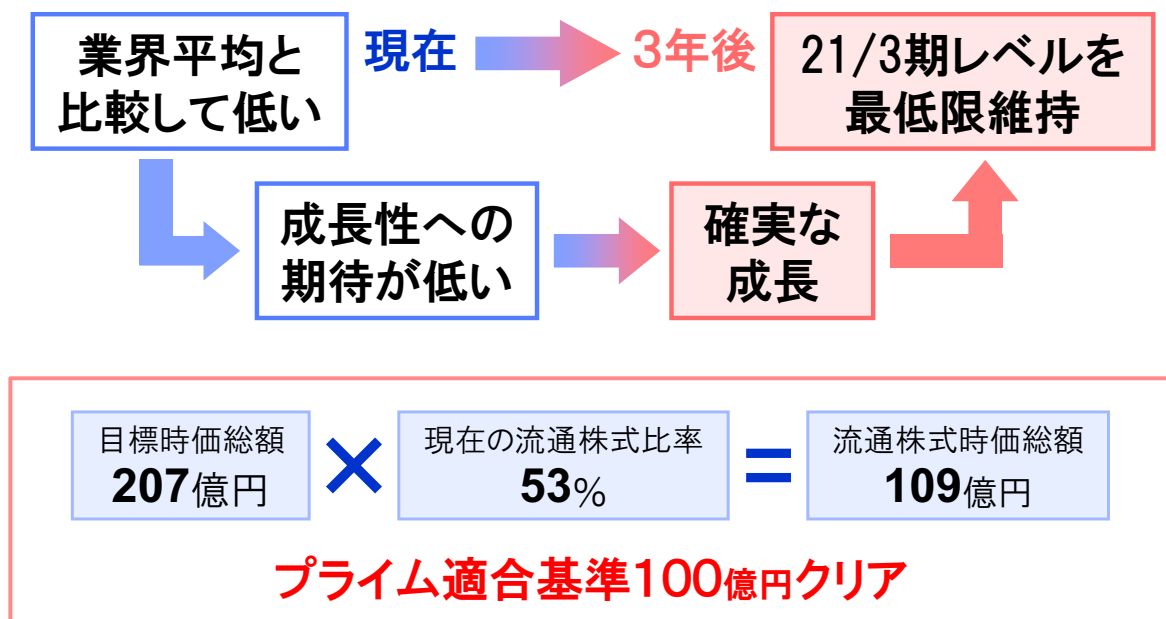 業界平均と
比較して低い
現在
3年後
21/3期レベルを
最低限維持
成長性への
期待が低い
確実な
成長
目標時価総額
207億円
×
現在の流通株式比率
53%
=
流通株式時価総額
109億円
プライム適合基準100億円クリア